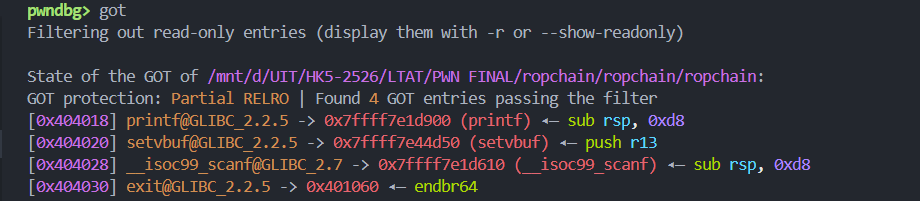 pwndbg> got
Filtering out read-only entries (display them with -r or --show-readonly)
State of the GOT of /mnt/d/UIT/HK5-2526/LTAT/PWN FINAL/ropchain/ropchain/ropchain:
GOT protection: Partial RELRO | Found 4 GOT entries passing the filter
[0x404018] printf@GLIBC_2.2.5 -> 0x7ffff7e1d900 (printf) ◂— sub rsp, 0xd8
[0x404020] setvbuf@GLIBC_2.2.5 -> 0x7ffff7e44d50 (setvbuf) ◂— push r13
[0x404028] __isoc99_scanf@GLIBC_2.7 -> 0x7ffff7e1d610 (__isoc99_scanf) ◂— sub rsp, 0xd8
[0x404030] exit@GLIBC_2.2.5 -> 0x401060 ◂— endbr64